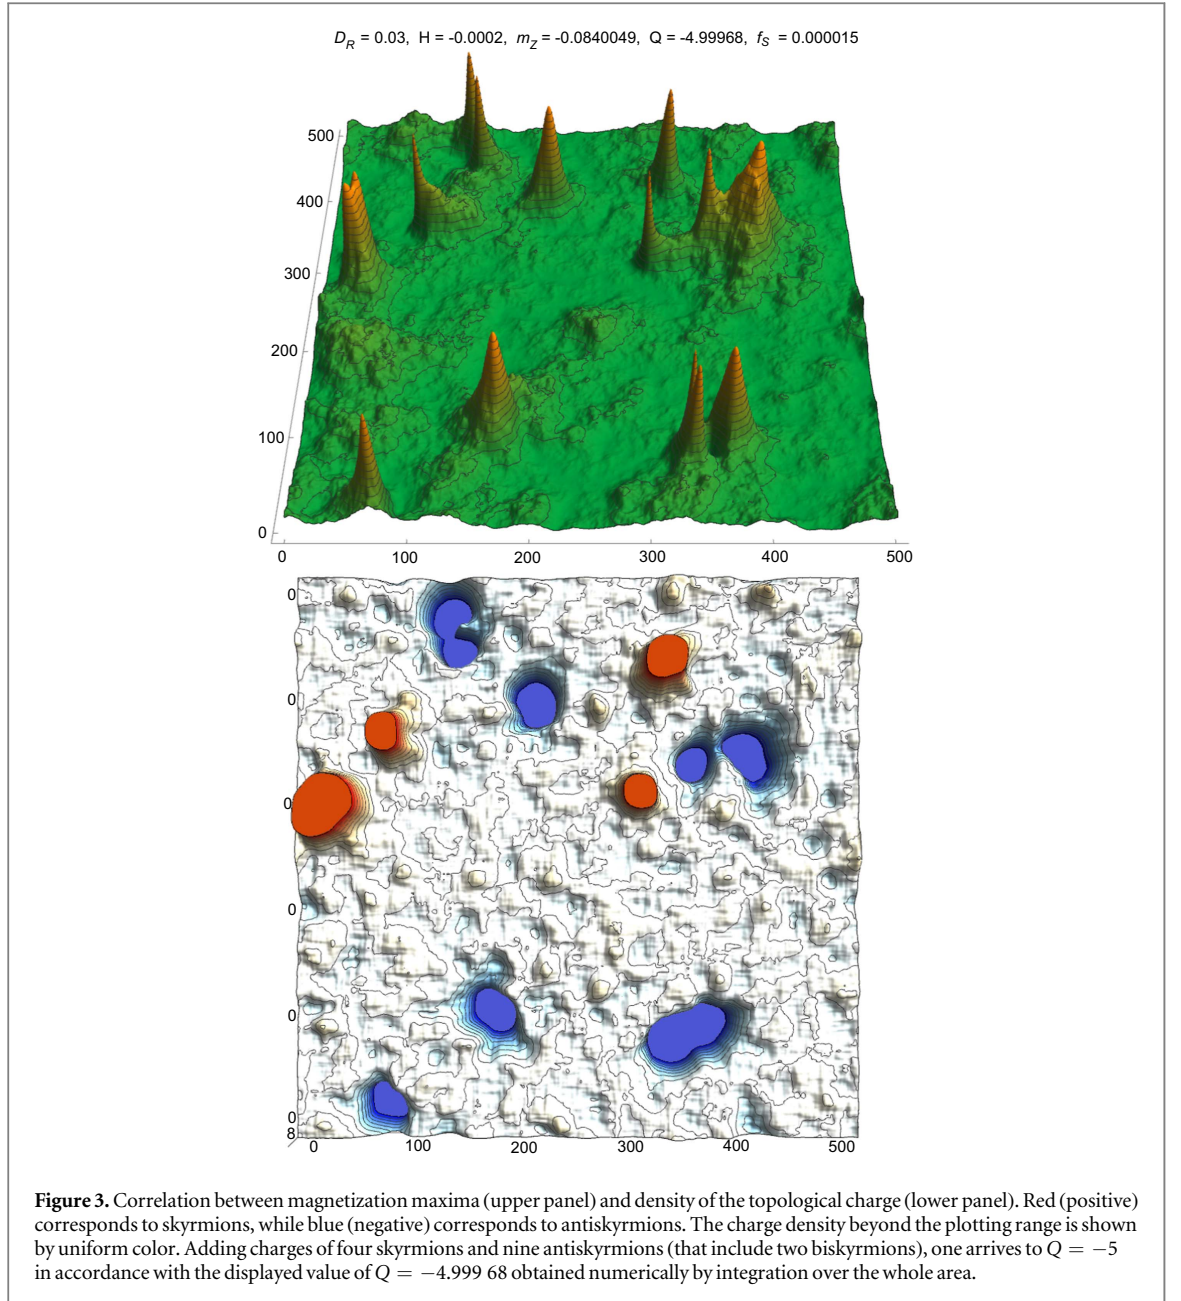 D_R = 0.03, H = -0.0002, m_Z = -0.0840049, Q = -4.99968, f_S = 0.000015
500
400
300
200
100
0
0 100 200 300 400 500
0
0
0
0
0
0
8
0 100 200 300 400 500
Figure 3. Correlation between magnetization maxima (upper panel) and density of the topological charge (lower panel). Red (positive)
corresponds to skyrmions, while blue (negative) corresponds to antiskyrmions. The charge density beyond the plotting range is shown
by uniform color. Adding charges of four skyrmions and nine antiskyrmions (that include two biskyrmions), one arrives to Q = −5
in accordance with the displayed value of Q = −4.999 68 obtained numerically by integration over the whole area.